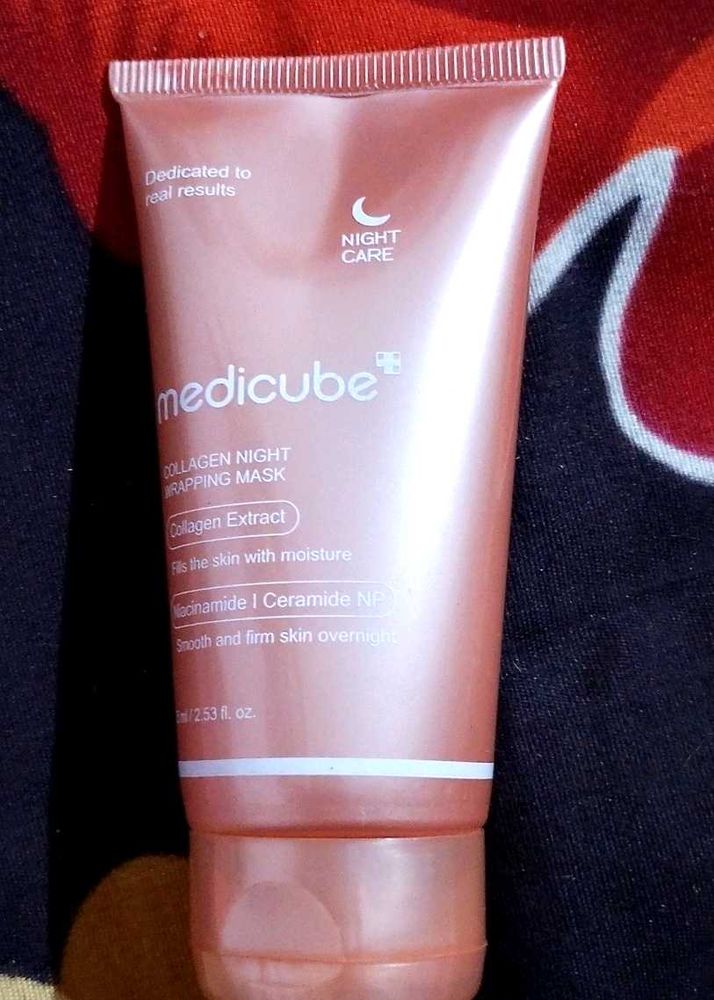 Dedicated to
real results
NIGHT
CARE
medicube
COLLAGEN NIGHT
WRAPPING MASK
Collagen Extract
Fills the skin with moisture
Niacinamide | Ceramide NP
Smooth and firm skin overnight
ml / 2.53 fl. oz.